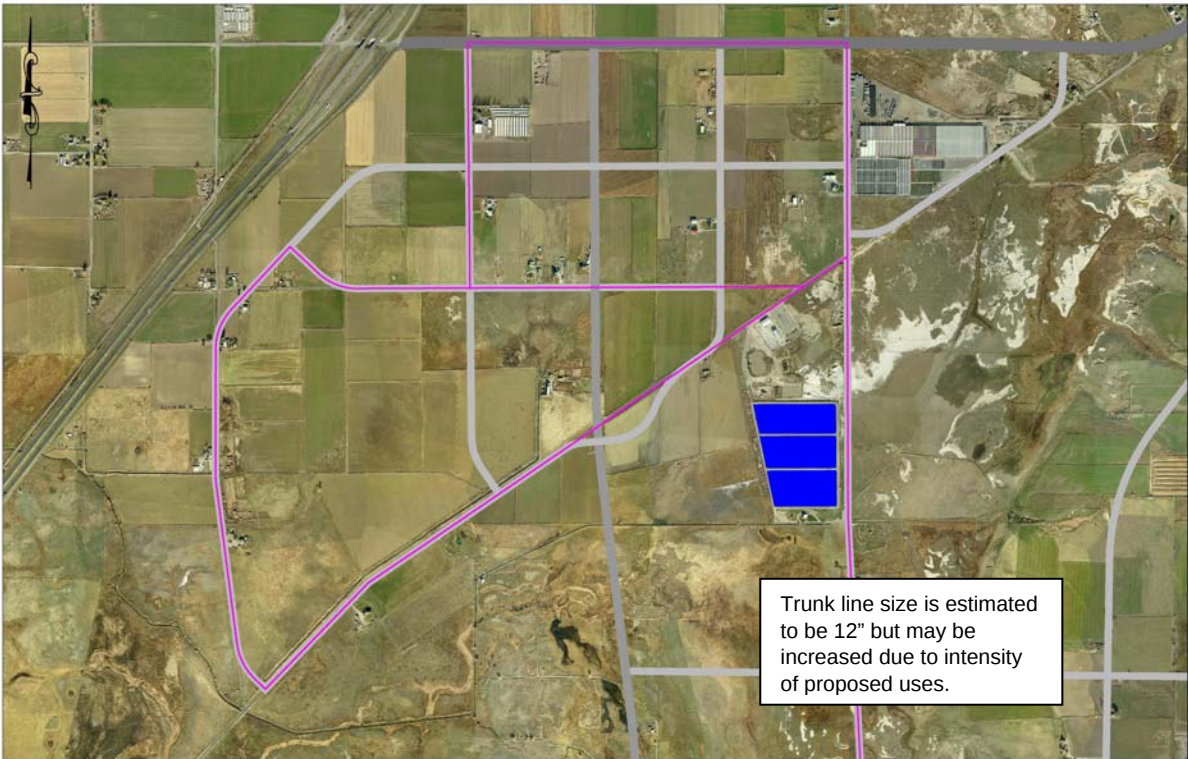 Trunk line size is estimated
to be 12” but may be
increased due to intensity
of proposed uses.